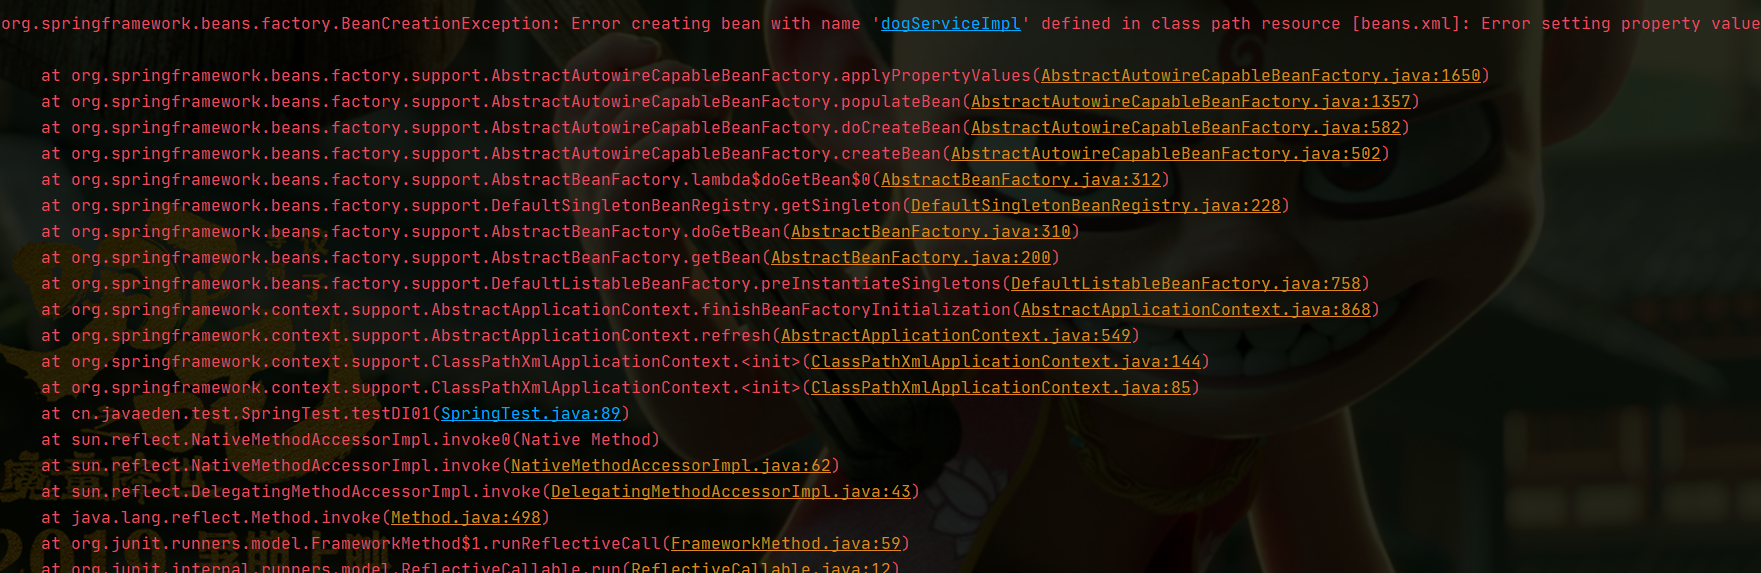 org.springframework.beans.factory.BeanCreationException: Error creating bean with name 'dogServiceImpl' defined in class path resource [beans.xml]: Error setting property value
at org.springframework.beans.factory.support.AbstractAutowireCapableBeanFactory.applyPropertyValues(AbstractAutowireCapableBeanFactory.java:1650)
at org.springframework.beans.factory.support.AbstractAutowireCapableBeanFactory.populateBean(AbstractAutowireCapableBeanFactory.java:1357)
at org.springframework.beans.factory.support.AbstractAutowireCapableBeanFactory.doCreateBean(AbstractAutowireCapableBeanFactory.java:582)
at org.springframework.beans.factory.support.AbstractAutowireCapableBeanFactory.createBean(AbstractAutowireCapableBeanFactory.java:502)
at org.springframework.beans.factory.support.AbstractBeanFactory.lambda$doGetBean$0(AbstractBeanFactory.java:312)
at org.springframework.beans.factory.support.DefaultSingletonBeanRegistry.getSingleton(DefaultSingletonBeanRegistry.java:228)
at org.springframework.beans.factory.support.AbstractBeanFactory.doGetBean(AbstractBeanFactory.java:310)
at org.springframework.beans.factory.support.AbstractBeanFactory.getBean(AbstractBeanFactory.java:200)
at org.springframework.beans.factory.support.DefaultListableBeanFactory.preInstantiateSingletons(DefaultListableBeanFactory.java:758)
at org.springframework.context.support.AbstractApplicationContext.finishBeanFactoryInitialization(AbstractApplicationContext.java:868)
at org.springframework.context.support.AbstractApplicationContext.refresh(AbstractApplicationContext.java:549)
at org.springframework.context.support.ClassPathXmlApplicationContext.<init>(ClassPathXmlApplicationContext.java:144)
at org.springframework.context.support.ClassPathXmlApplicationContext.<init>(ClassPathXmlApplicationContext.java:85)
at cn.javaeden.test.SpringTest.testDI01(SpringTest.java:89)
at sun.reflect.NativeMethodAccessorImpl.invoke0(Native Method)
at sun.reflect.NativeMethodAccessorImpl.invoke(NativeMethodAccessorImpl.java:62)
at sun.reflect.DelegatingMethodAccessorImpl.invoke(DelegatingMethodAccessorImpl.java:43)
at java.lang.reflect.Method.invoke(Method.java:498)
at org.junit.runners.model.FrameworkMethod$1.runReflectiveCall(FrameworkMethod.java:59)
at org.junit.internal.runners.model.ReflectiveCallable.run(ReflectiveCallable.java:12)